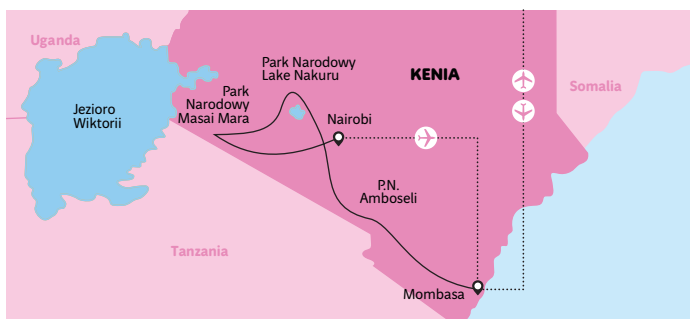 Uganda
Park Narodowy
Lake Nakuru
KENIA
Somalia
Park
Narodowy
Masai Mara
Jezioro
Wiktorii
Nairobi
P.N.
Amboseli
Tanzania
Mombasa